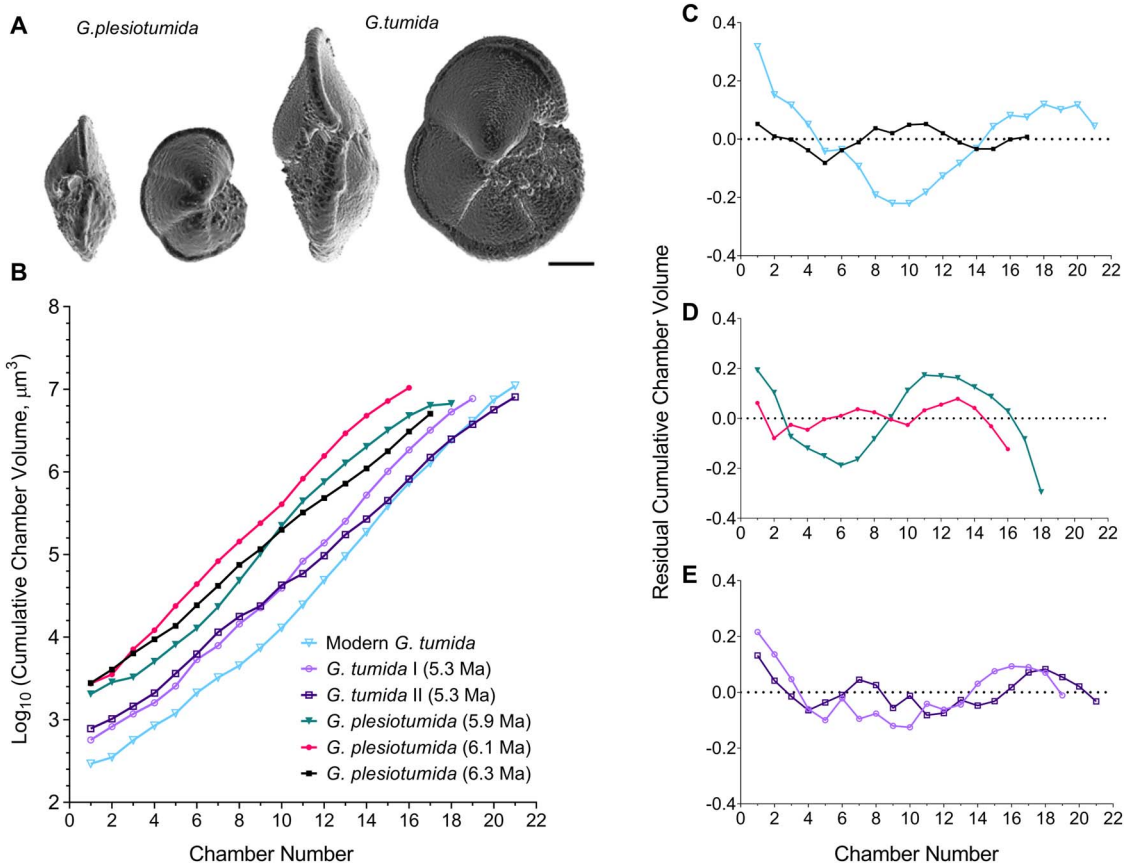 A
G.plesiotumida
G.tumida
B
Log10 (Cumulative Chamber Volume, μm³)
8
7
6
5
4
3
2
0 2 4 6 8 10 12 14 16 18 20 22
Chamber Number
Modern G. tumida
G. tumida I (5.3 Ma)
G. tumida II (5.3 Ma)
G. plesiotumida (5.9 Ma)
G. plesiotumida (6.1 Ma)
G. plesiotumida (6.3 Ma)
Residual Cumulative Chamber Volume
C
0.4
0.2
0.0
-0.2
-0.4
0 2 4 6 8 10 12 14 16 18 20 22
D
0.4
0.2
0.0
-0.2
-0.4
0 2 4 6 8 10 12 14 16 18 20 22
E
0.4
0.2
0.0
-0.2
-0.4
0 2 4 6 8 10 12 14 16 18 20 22
Chamber Number